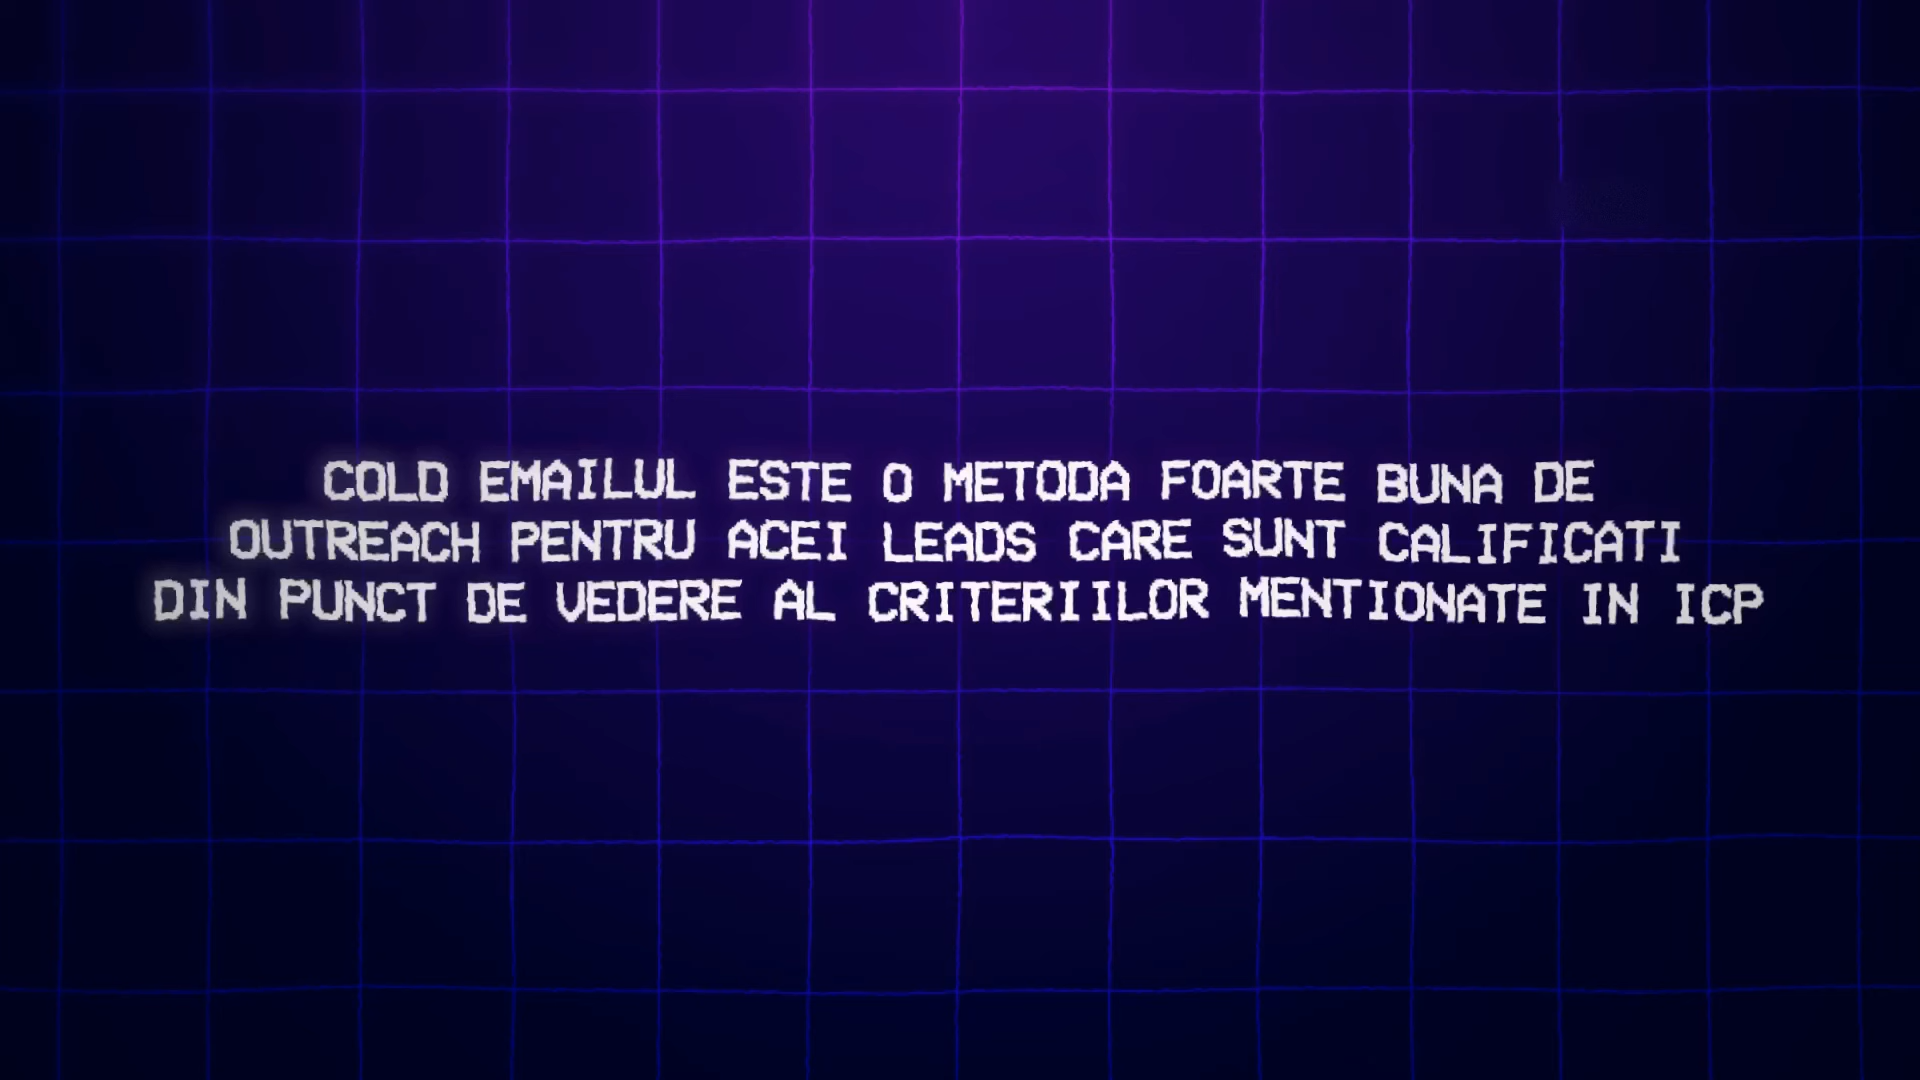 COLD EMAILUL ESTE O METODA FOARTE BUNA DE
OUTREACH PENTRU ACEI LEADS CARE SUNT CALIFICATI
DIN PUNCT DE VEDERE AL CRITERIILOR MENTIONATE IN ICP